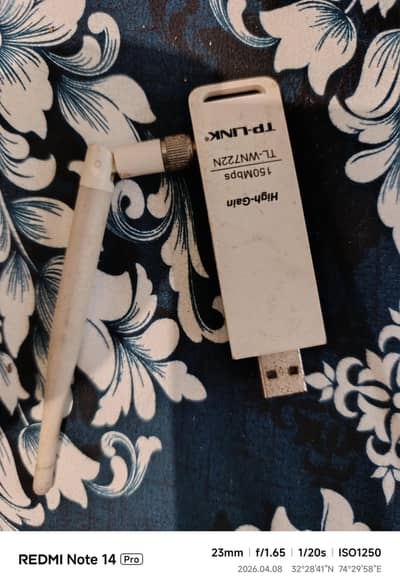 TP-LINK®
TL-WN722N
150Mbps
High-Gain
REDMI Note 14 Pro
23mm | f/1.65 | 1/20s | ISO1250
2026.04.08 32°28'41"N 74°29'58"E